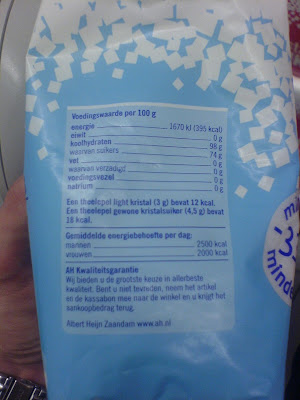 Voedingswaarde per 100 g
energie 1670 kJ (395 kcal)
eiwit 0 g
koolhydraten 98 g
waarvan suikers 74 g
vet 0 g
waarvan verzadigd 0 g
voedingsvezel 0 g
natrium 0 g
Een theelepel light kristal (3 g) bevat 12 kcal.
Een theelepel gewone kristalsuiker (4,5 g) bevat
18 kcal.
Gemiddelde energiebehoefte per dag:
mannen 2500 kcal
vrouwen 2000 kcal
AH Kwaliteitsgarantie
Wij bieden u de grootste keuze in allerbeste
kwaliteit. Bent u niet tevreden, neem het artikel
en de kassabon mee naar de winkel en u krijgt het
aankoopbedrag terug.
Albert Heijn Zaandam www.ah.nl